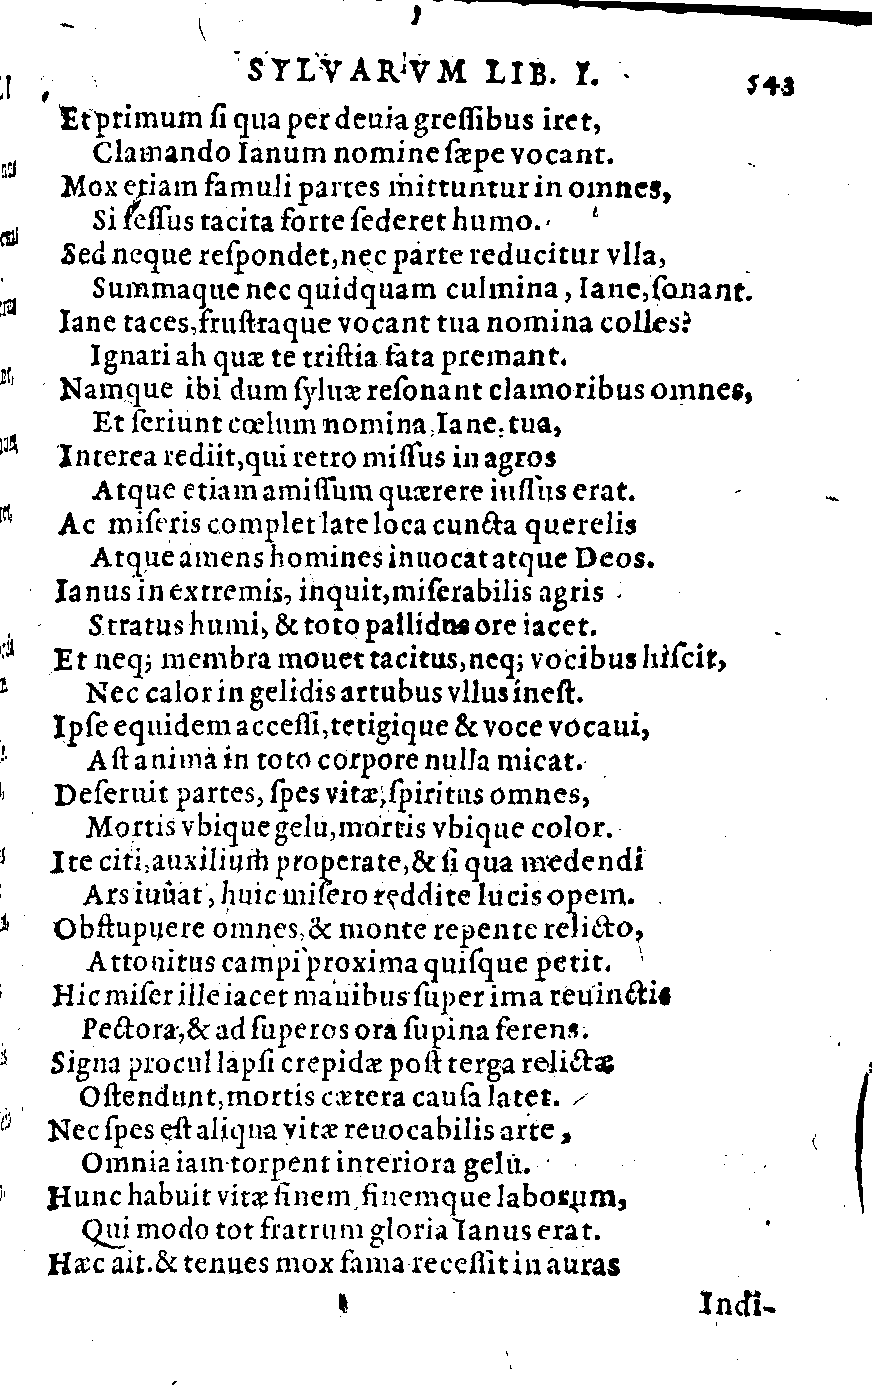 SYLVARVM LIB. I. 543
Et primum ſi qua per deuia greſſibus iret,
Clamando Ianum nomine ſæpe vocant.
Mox etiam famuli partes mittuntur in omnes,
Si feſſus tacita forte ſederet humo.
Sed neque reſpondet, nec parte reducitur vlla,
Summaque nec quidquam culmina, Iane, ſonant.
Iane taces, fruſtraque vocant tua nomina colles?
Ignari ah quæ te triſtia fata premant.
Namque ibi dum ſyluæ reſonant clamoribus omnes,
Et feriunt cœlum nomina, Iane, tua,
Interea rediit, qui retro miſſus in agros
Atque etiam amiſſum quærere iuſſus erat.
Ac miſeris complet late loca cuncta querelis
Atque amens homines inuocat atque Deos.
Ianus in extremis, inquit, miſerabilis agris
Stratus humi, & toto pallidus ore iacet.
Et neq; membra mouet tacitus, neq; vocibus hiſcit,
Nec calor in gelidis artubus vllus ineſt.
Ipſe equidem acceſſi, tetigique & voce vocaui,
Aſt anima in toto corpore nulla micat.
Deſeruit partes, ſpes vitæ, ſpiritus omnes,
Mortis vbique gelu, mortis vbique color.
Ite citi, auxilium properate, & ſi qua medendi
Ars iuuat, huic miſero reddite lucis opem.
Obſtupuere omnes, & monte repente relicto,
Attonitus campi proxima quiſque petit.
Hic miſer ille iacet manibus ſuper ima reuinctis
Pectora, & ad ſuperos ora ſupina ferens.
Signa procul lapſi crepidæ poſt terga relictæ
Oſtendunt, mortis cætera cauſa latet.
Nec ſpes eſt aliqua vitæ reuocabilis arte,
Omnia iam torpent interiora gelu.
Hunc habuit vitæ finem, finemque laborum,
Qui modo tot fratrum gloria Ianus erat.
Hæc ait. & tenues mox fama receſſit in auras
Indi-